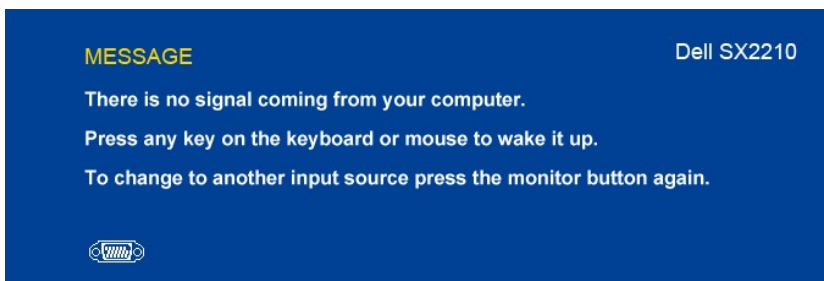 MESSAGE
Dell SX2210
There is no signal coming from your computer.
Press any key on the keyboard or mouse to wake it up.
To change to another input source press the monitor button again.